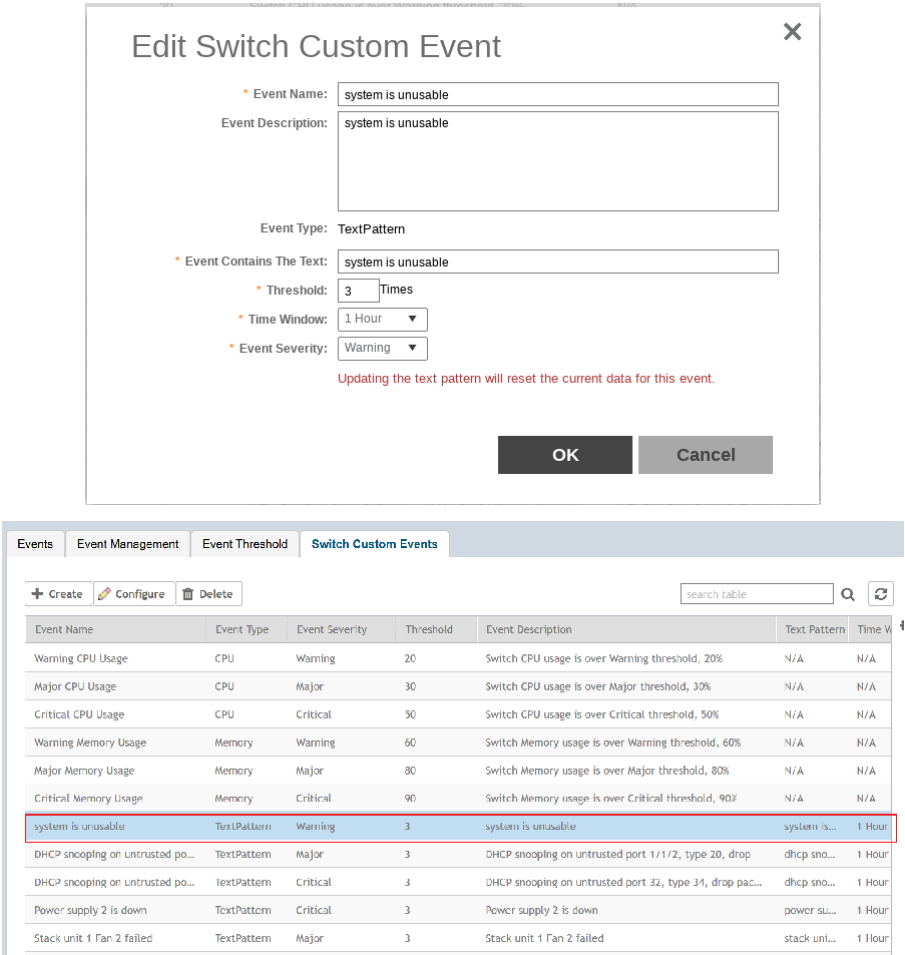 20 Switch CPU usage is over Warning threshold, 20% N/A
Edit Switch Custom Event
* Event Name: system is unusable
Event Description: system is unusable
Event Type: TextPattern
* Event Contains The Text: system is unusable
* Threshold: 3 Times
* Time Window: 1 Hour
* Event Severity: Warning
Updating the text pattern will reset the current data for this event.
OK Cancel
Events Event Management Event Threshold Switch Custom Events
Create Configure Delete search table
Event Name Event Type Event Severity Threshold Event Description Text Pattern Time W
Warning CPU Usage CPU Warning 20 Switch CPU usage is over Warning threshold, 20% N/A N/A
Major CPU Usage CPU Major 30 Switch CPU usage is over Major threshold, 30% N/A N/A
Critical CPU Usage CPU Critical 50 Switch CPU usage is over Critical threshold, 50% N/A N/A
Warning Memory Usage Memory Warning 60 Switch Memory usage is over Warning threshold, 60% N/A N/A
Major Memory Usage Memory Major 80 Switch Memory usage is over Major threshold, 80% N/A N/A
Critical Memory Usage Memory Critical 90 Switch Memory usage is over Critical threshold, 90% N/A N/A
system is unusable TextPattern Warning 3 system is unusable system is... 1 Hour
DHCP snooping on untrusted po... TextPattern Major 3 DHCP snooping on untrusted port 1/1/2, type 20, drop dhcp sno... 1 Hour
DHCP snooping on untrusted po... TextPattern Critical 3 DHCP snooping on untrusted port 32, type 34, drop pac... dhcp sno... 1 Hour
Power supply 2 is down TextPattern Critical 3 Power supply 2 is down power su... 1 Hour
Stack unit 1 Fan 2 failed TextPattern Major 3 Stack unit 1 Fan 2 failed stack uni... 1 Hour